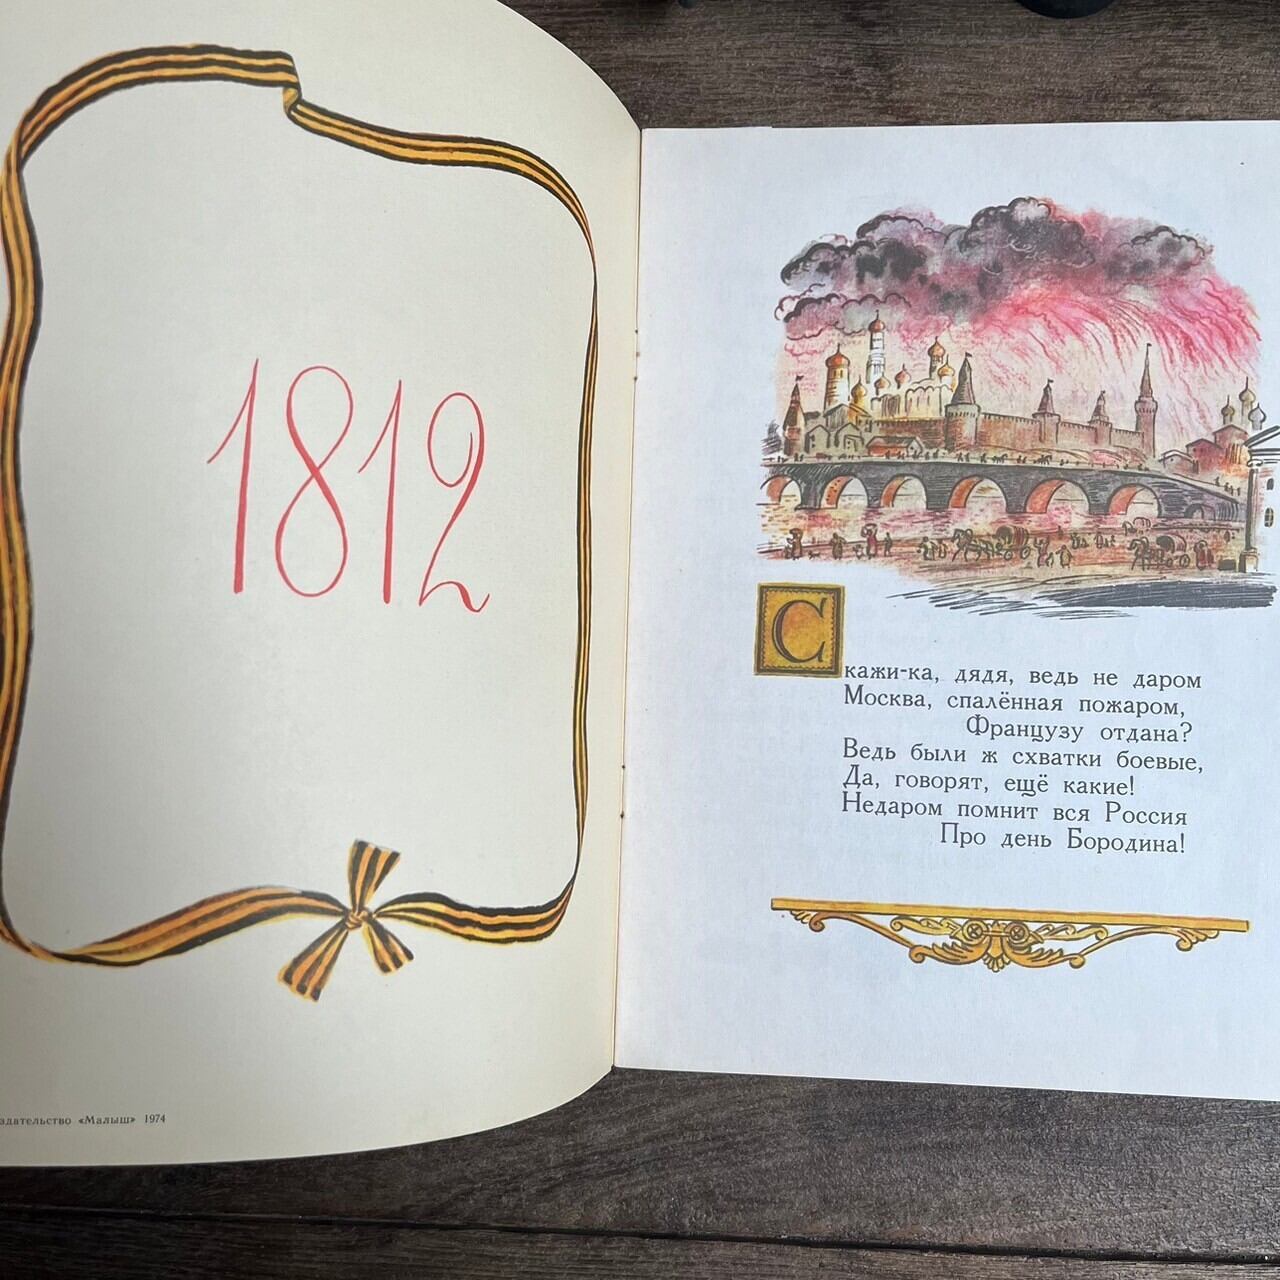 1812
здательство «Малыш» 1974
Скажи-ка, дядя, ведь не даром
Москва, спалённая пожаром,
Французу отдана?
Ведь были ж схватки боевые,
Да, говорят, ещё какие!
Недаром помнит вся Россия
Про день Бородина!